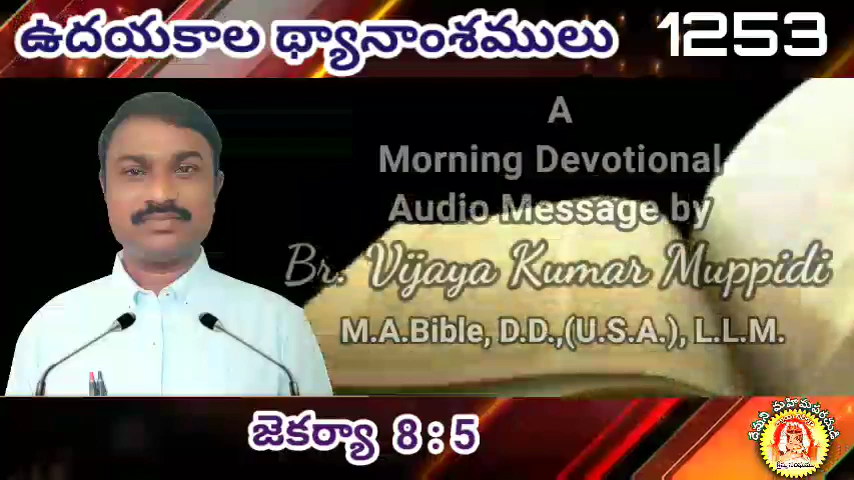 ఉదయకాల ధ్యానాంశములు 1253
A
Morning Devotional
Audio Message by
Br. Vijaya Kumar Muppidi
M.A.Bible, D.D.,(U.S.A.), L.L.M.
జెకర్యా 8:5